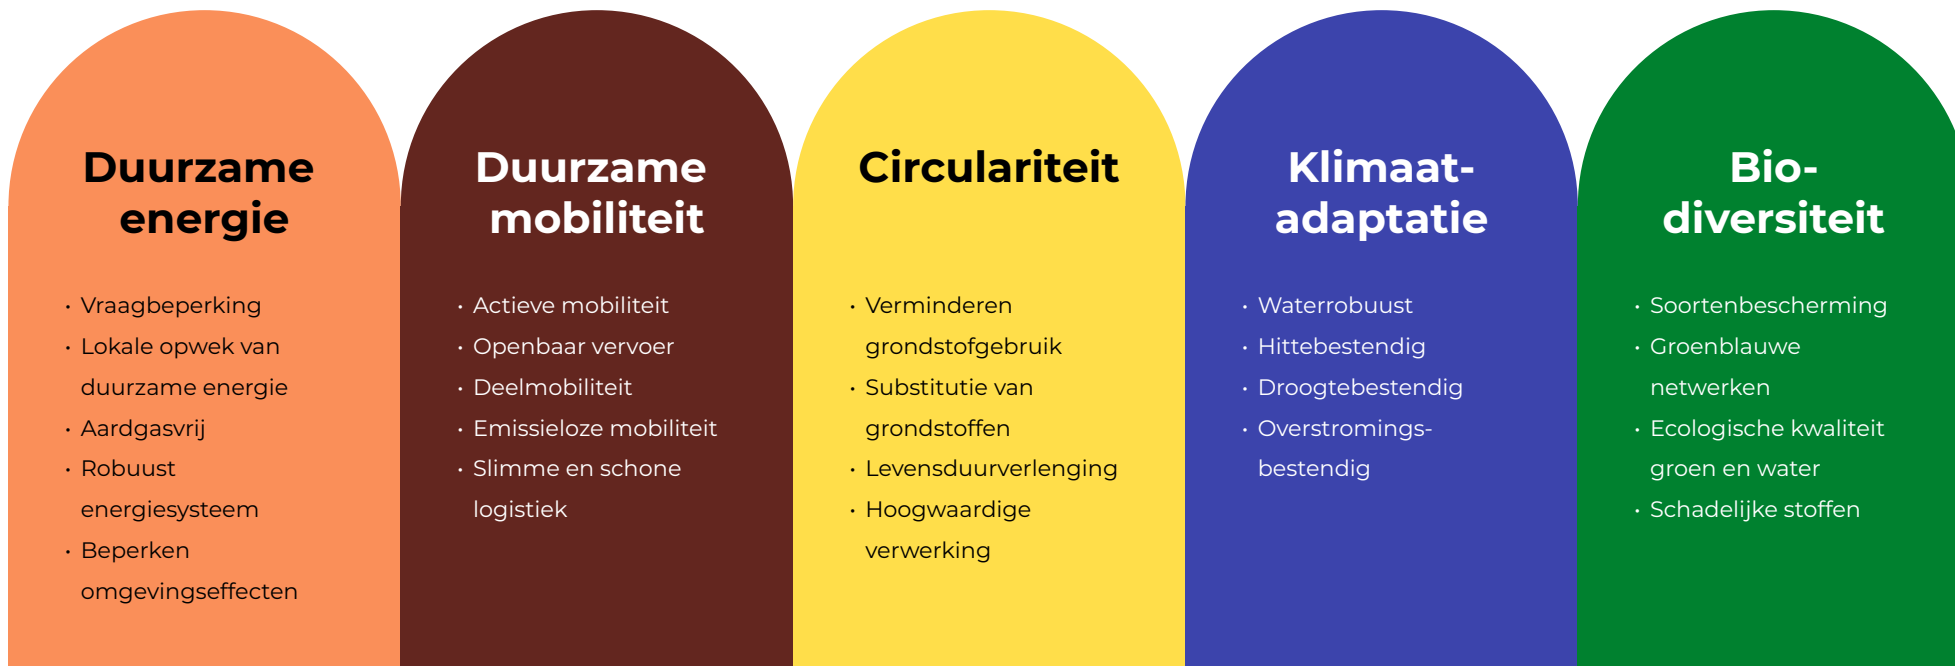 Duurzame
energie
• Vraagbeperking
• Lokale opwek van
duurzame energie
• Aardgasvrij
• Robuust
energiesysteem
• Beperken
omgevingseffecten
Duurzame
mobiliteit
• Actieve mobiliteit
• Openbaar vervoer
• Deelmobiliteit
• Emissieloze mobiliteit
• Slimme en schone
logistiek
Circulariteit
• Verminderen
grondstofgebruik
• Substitutie van
grondstoffen
• Levensduurverlenging
• Hoogwaardige
verwerking
Klimaat-
adaptatie
• Waterrobuust
• Hittebestendig
• Droogtebestendig
• Overstromings-
bestendig
Bio-
diversiteit
• Soortenbescherming
• Groenblauwe
netwerken
• Ecologische kwaliteit
groen en water
• Schadelijke stoffen